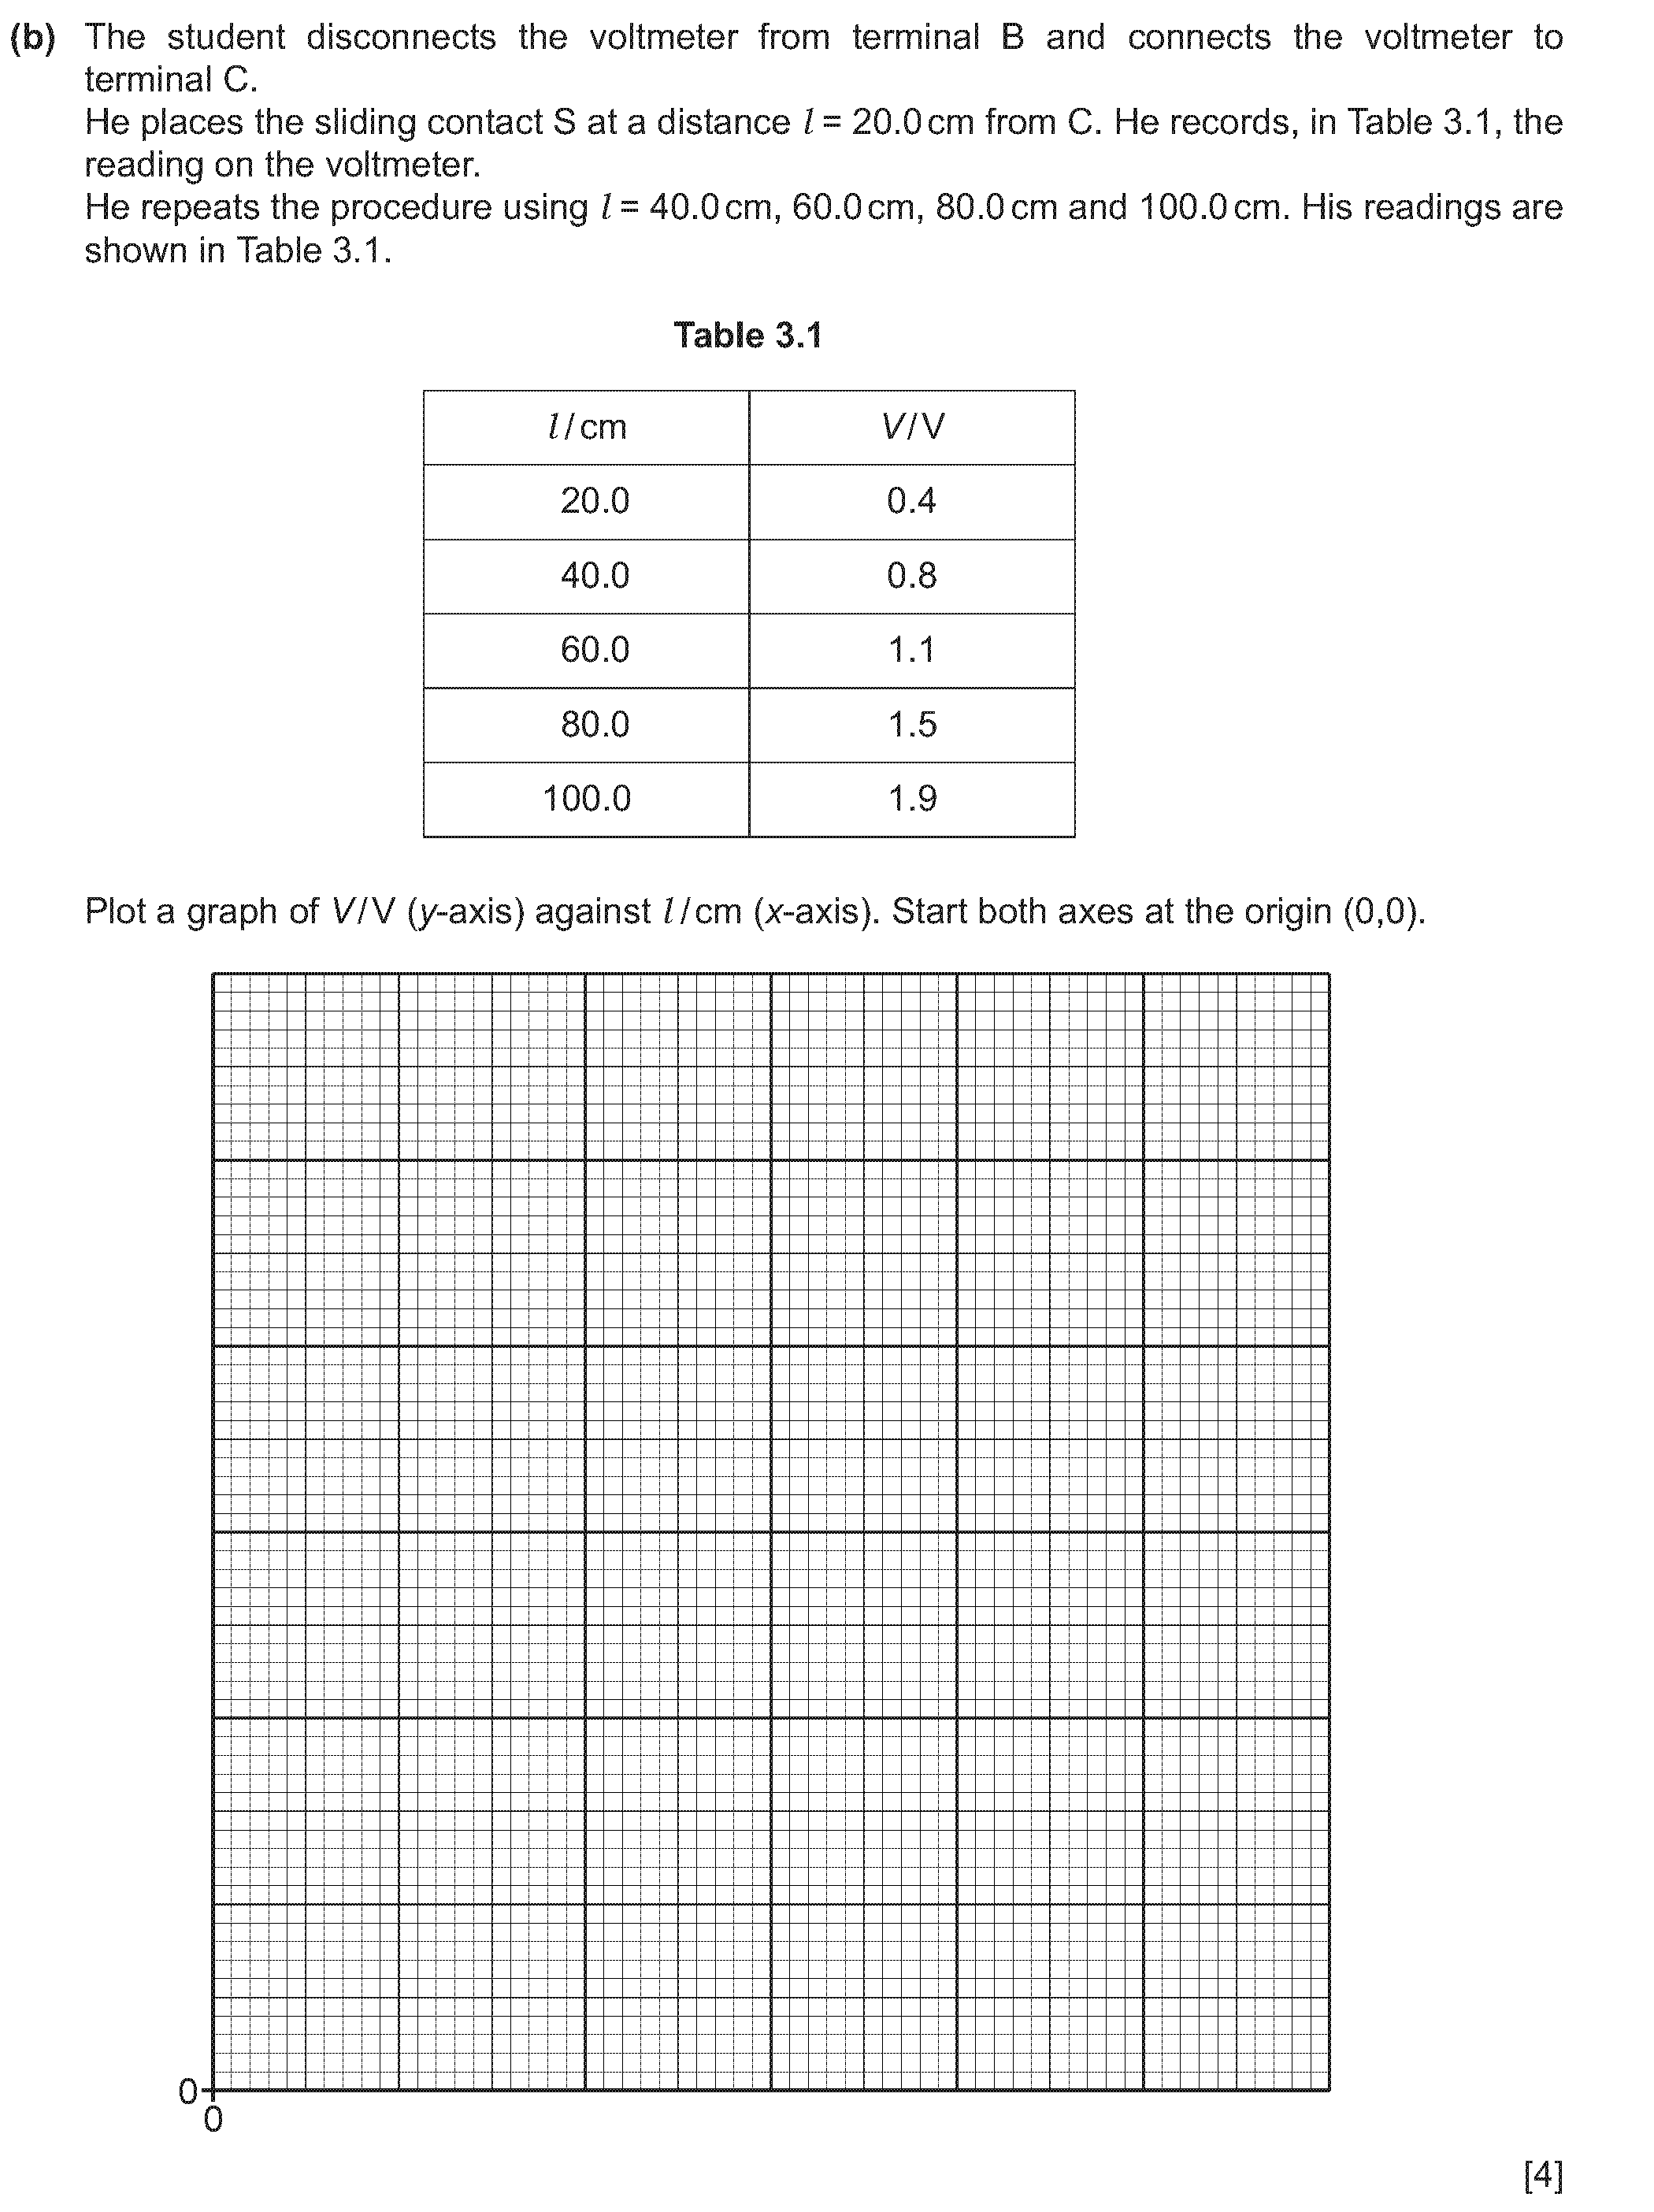 (b) The student disconnects the voltmeter from terminal B and connects the voltmeter to
terminal C.
He places the sliding contact S at a distance l = 20.0 cm from C. He records, in Table 3.1, the
reading on the voltmeter.
He repeats the procedure using l = 40.0 cm, 60.0 cm, 80.0 cm and 100.0 cm. His readings are
shown in Table 3.1.
Table 3.1
l/cm V/V
20.0 0.4
40.0 0.8
60.0 1.1
80.0 1.5
100.0 1.9
Plot a graph of V/V (y-axis) against l/cm (x-axis). Start both axes at the origin (0,0).
0
0
[4]